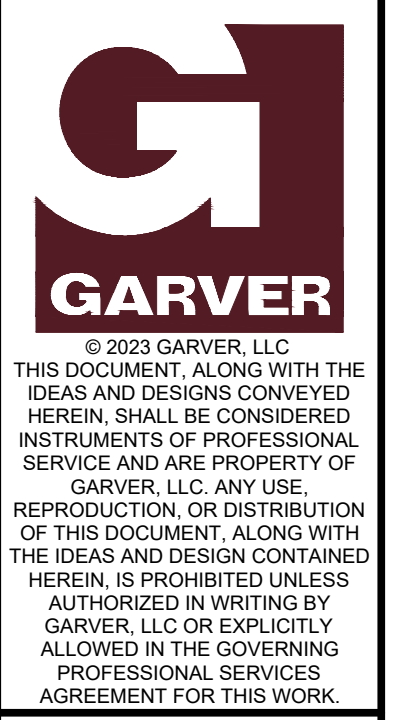 GARVER
© 2023 GARVER, LLC
THIS DOCUMENT, ALONG WITH THE
IDEAS AND DESIGNS CONVEYED
HEREIN, SHALL BE CONSIDERED
INSTRUMENTS OF PROFESSIONAL
SERVICE AND ARE PROPERTY OF
GARVER, LLC. ANY USE,
REPRODUCTION, OR DISTRIBUTION
OF THIS DOCUMENT, ALONG WITH
THE IDEAS AND DESIGN CONTAINED
HEREIN, IS PROHIBITED UNLESS
AUTHORIZED IN WRITING BY
GARVER, LLC OR EXPLICITLY
ALLOWED IN THE GOVERNING
PROFESSIONAL SERVICES
AGREEMENT FOR THIS WORK.